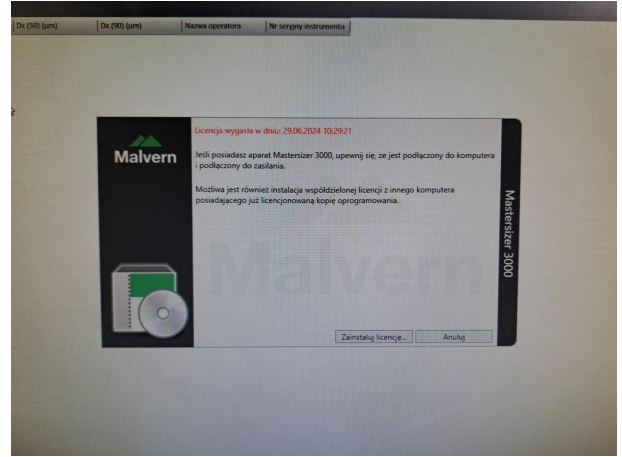 Dx (50) (μm) Dx (90) (μm) Nazwa operatora Nr seryjny instrumentu
Malvern
Licencja wygasła w dniu: 29.06.2024 10:29:21
Jeśli posiadasz aparat Mastersizer 3000, upewnij się, ze jest podłączony do komputera
i podłączony do zasilania.
Możliwa jest również instalacja współdzielonej licencji z innego komputera
posiadającego już licencjonowaną kopię oprogramowania.
Malvern
Mastersizer 3000
Zainstaluj licencję... Anuluj